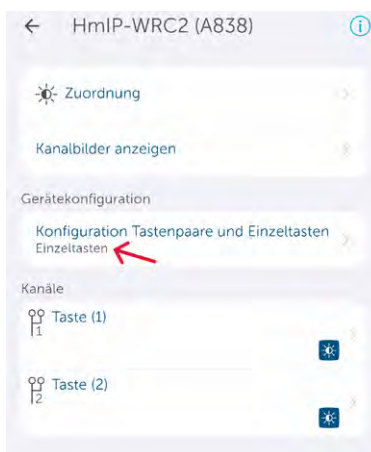 HmIP-WRC2 (A838)
Zuordnung
Kanalbilder anzeigen
Gerätekonfiguration
Konfiguration Tastenpaare und Einzeltasten
Einzeltasten
Kanäle
1 Taste (1)
2 Taste (2)